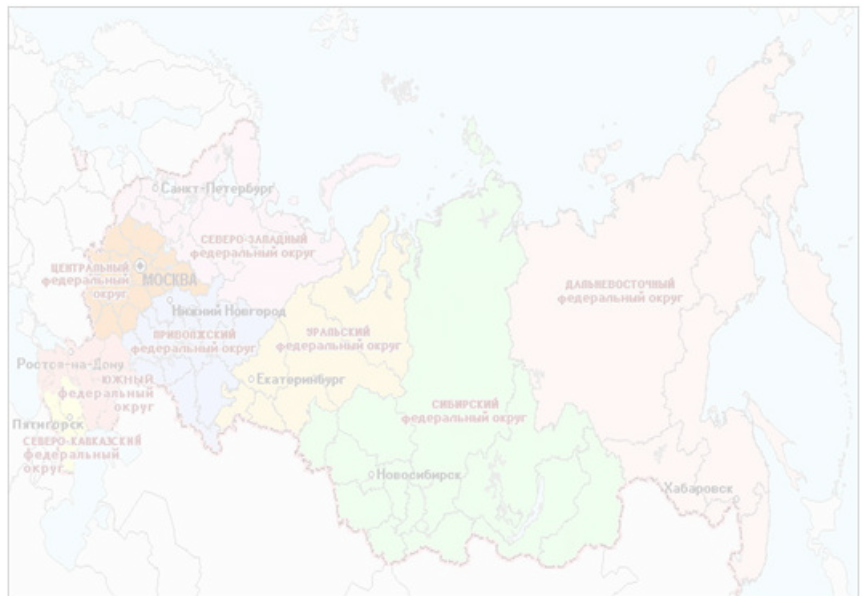 Санкт-Петербург
СЕВЕРО-ЗАПАДНЫЙ
федеральный округ
ЦЕНТРАЛЬНЫЙ
федеральный
округ
МОСКВА
ДАЛЬНЕВОСТОЧНЫЙ
федеральный округ
Нижний Новгород
ПРИВОЛЖСКИЙ
федеральный округ
УРАЛЬСКИЙ
федеральный округ
Ростов-на-Дону
ЮЖНЫЙ
федеральный
округ
Екатеринбург
СИБИРСКИЙ
федеральный округ
Пятигорск
СЕВЕРО-КАВКАЗСКИЙ
федеральный
округ
Новосибирск
Хабаровск